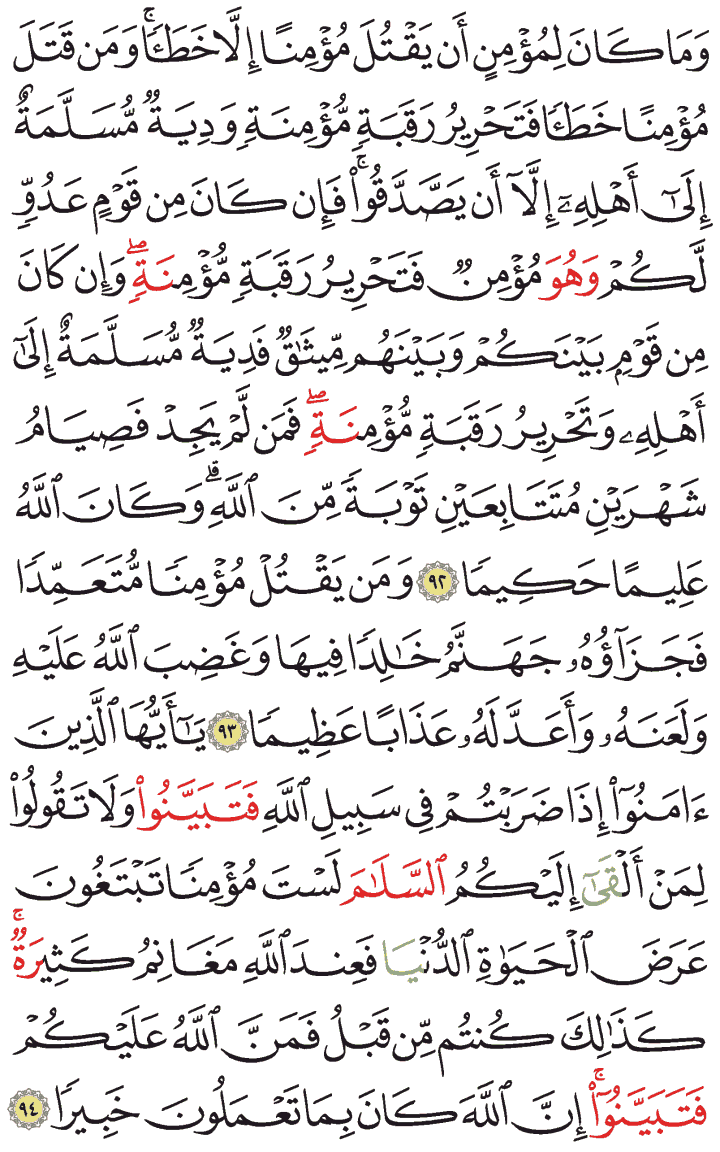 وَمَا كَانَ لِمُؤْمِنٍ أَن يَقْتُلَ مُؤْمِنًا إِلَّا خَطَـًٔا ۚ وَمَن قَتَلَ
مُؤْمِنًا خَطَـًٔا فَتَحْرِيرُ رَقَبَةٍ مُّؤْمِنَةٍ وَدِيَةٌ مُّسَلَّمَةٌ
إِلَىٰٓ أَهْلِهِۦٓ إِلَّآ أَن يَصَّدَّقُوا۟ ۚ فَإِن كَانَ مِن قَوْمٍ عَدُوٍّ
لَّكُمْ وَهُوَ مُؤْمِنٌ فَتَحْرِيرُ رَقَبَةٍ مُّؤْمِنَةٍ ۖ وَإِن كَانَ
مِن قَوْمٍۭ بَيْنَكُمْ وَبَيْنَهُم مِّيثَـٰقٌ فَدِيَةٌ مُّسَلَّمَةٌ إِلَىٰٓ
أَهْلِهِۦ وَتَحْرِيرُ رَقَبَةٍ مُّؤْمِنَةٍ ۖ فَمَن لَّمْ يَجِدْ فَصِيَامُ
شَهْرَيْنِ مُتَتَابِعَيْنِ تَوْبَةً مِّنَ ٱللَّهِ ۗ وَكَانَ ٱللَّهُ
عَلِيمًا حَكِيمًا ٩٢ وَمَن يَقْتُلْ مُؤْمِنًا مُّتَعَمِّدًا
فَجَزَآؤُهُۥ جَهَنَّمُ خَـٰلِدًا فِيهَا وَغَضِبَ ٱللَّهُ عَلَيْهِ
وَلَعَنَهُۥ وَأَعَدَّ لَهُۥ عَذَابًا عَظِيمًا ٩٣ يَـٰٓأَيُّهَا ٱلَّذِينَ
ءَامَنُوٓا۟ إِذَا ضَرَبْتُمْ فِى سَبِيلِ ٱللَّهِ فَتَبَيَّنُوا۟ وَلَا تَقُولُوا۟
لِمَنْ أَلْقَىٰٓ إِلَيْكُمُ ٱلسَّلَـٰمَ لَسْتَ مُؤْمِنًا تَبْتَغُونَ
عَرَضَ ٱلْحَيَوٰةِ ٱلدُّنْيَا فَعِندَ ٱللَّهِ مَغَانِمُ كَثِيرَةٌ ۚ
كَذَٰلِكَ كُنتُم مِّن قَبْلُ فَمَنَّ ٱللَّهُ عَلَيْكُمْ
فَتَبَيَّنُوٓا۟ ۚ إِنَّ ٱللَّهَ كَانَ بِمَا تَعْمَلُونَ خَبِيرًا ٩٤